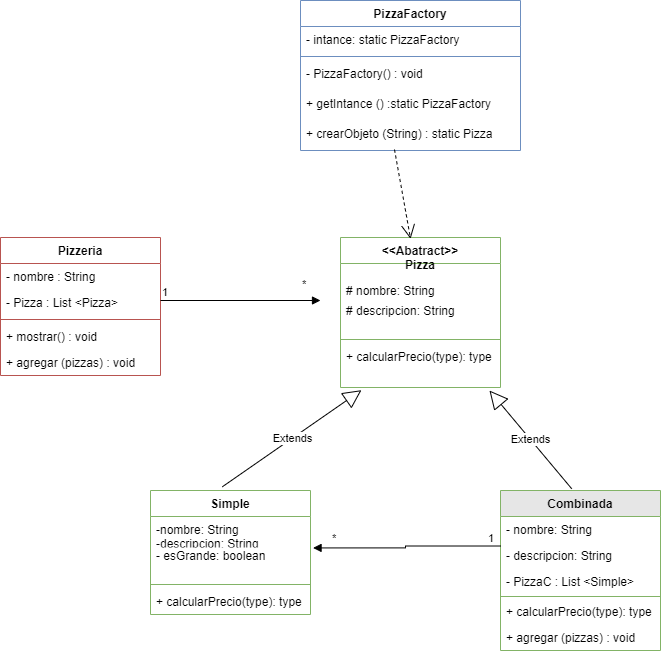 PizzaFactory
- intance: static PizzaFactory
- PizzaFactory() : void
+ getIntance () :static PizzaFactory
+ crearObjeto (String) : static Pizza
Pizzeria
- nombre : String
- Pizza : List <Pizza>
+ mostrar() : void
+ agregar (pizzas) : void
1
*
<<Abatract>>
Pizza
# nombre: String
# descripcion: String
+ calcularPrecio(type): type
Extends
Extends
Simple
-nombre: String
-descripcion: String
- esGrande: boolean
+ calcularPrecio(type): type
*
1
Combinada
- nombre: String
- descripcion: String
- PizzaC : List <Simple>
+ calcularPrecio(type): type
+ agregar (pizzas) : void